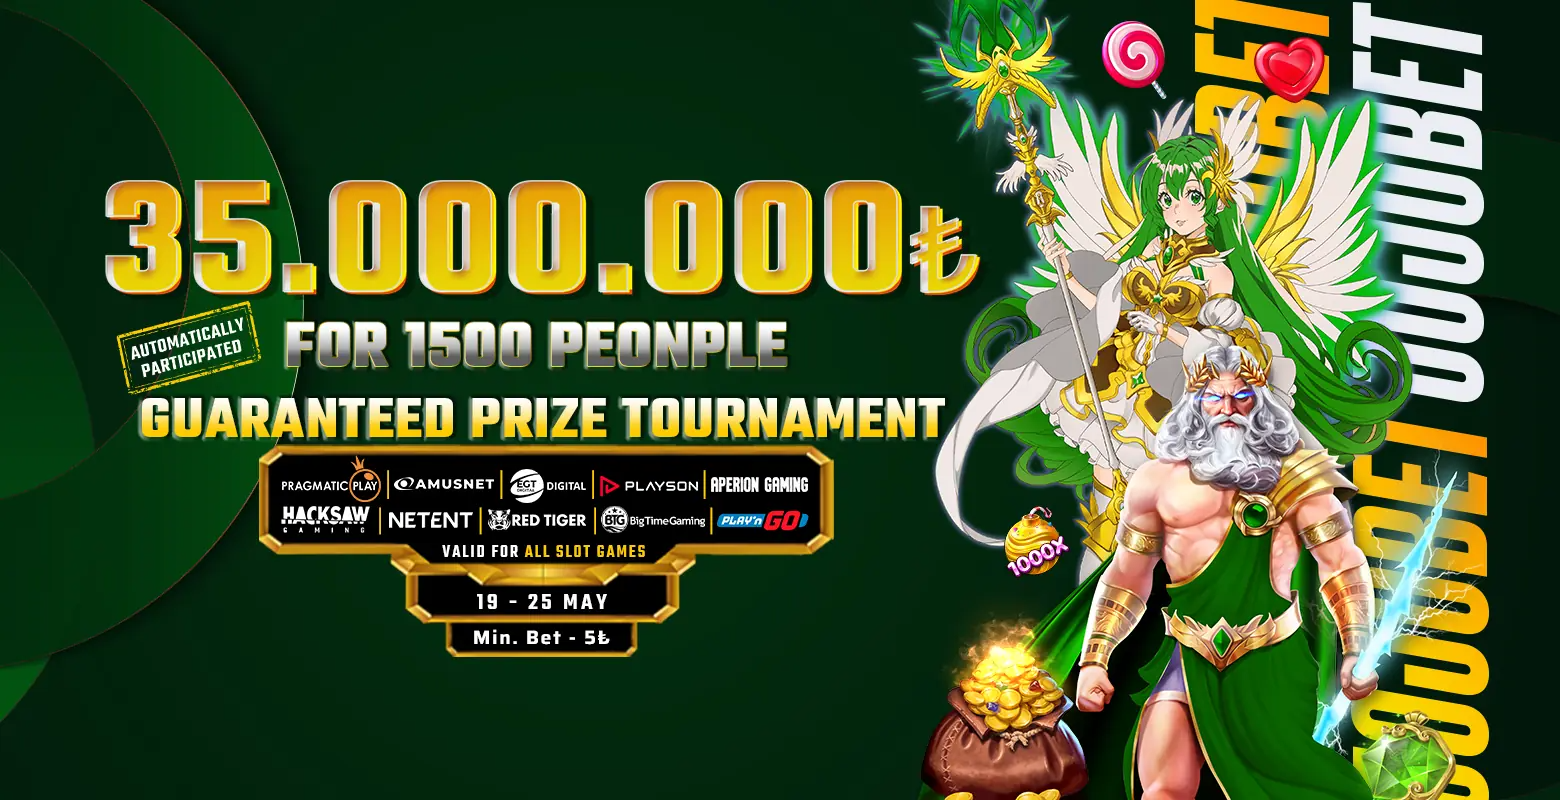 35.000.000₺
AUTOMATICALLY
PARTICIPATED
FOR 1500 PEONPLE
GUARANTEED PRIZE TOURNAMENT
PRAGMATIC PLAY
AMUSNET
EGT DIGITAL DIGITAL
PLAYSON
APERION GAMING
HACKSAW
GAMING
NETENT
RED TIGER
BIG BigTimeGaming
PLAY'n GO
VALID FOR ALL SLOT GAMES
19 - 25 MAY
Min. Bet - 5₺
1000X